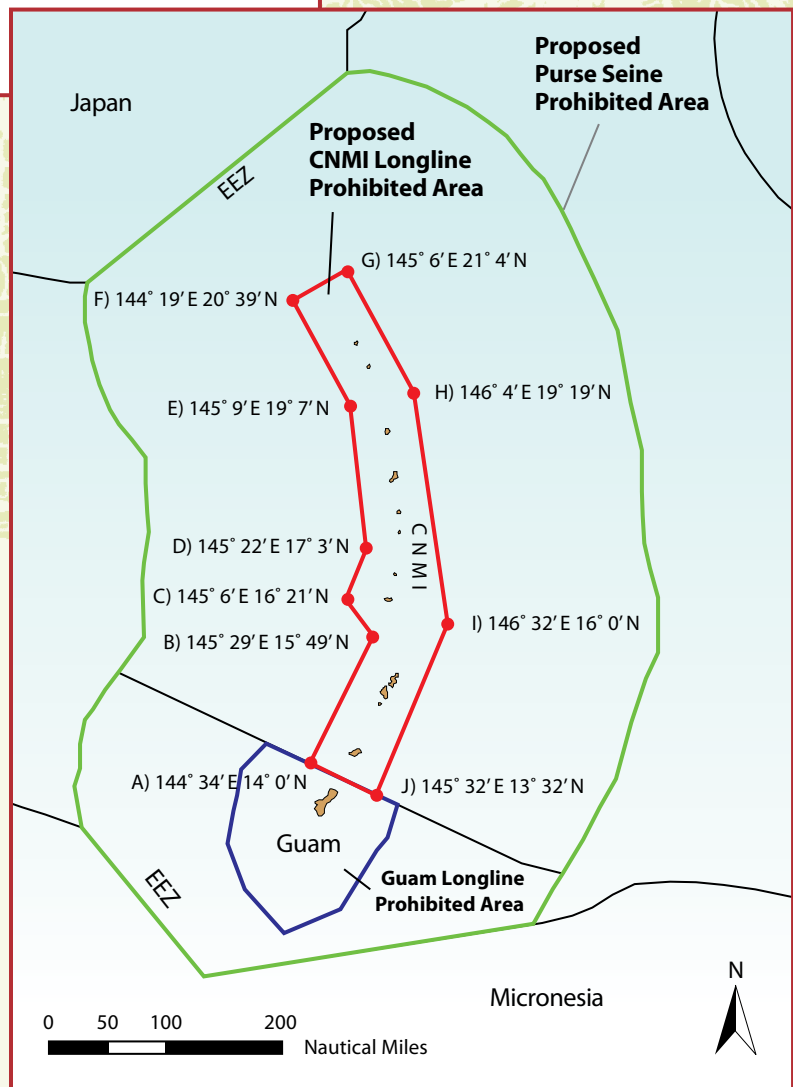 Proposed
Purse Seine
Prohibited Area
Japan
Proposed
CNMI Longline
Prohibited Area
EEZ
G) 145° 6′ E 21° 4′ N
F) 144° 19′ E 20° 39′ N
H) 146° 4′ E 19° 19′ N
E) 145° 9′ E 19° 7′ N
CNMI
D) 145° 22′ E 17° 3′ N
C) 145° 6′ E 16° 21′ N
I) 146° 32′ E 16° 0′ N
B) 145° 29′ E 15° 49′ N
A) 144° 34′ E 14° 0′ N
J) 145° 32′ E 13° 32′ N
Guam
Guam Longline
Prohibited Area
EEZ
N
Micronesia
0 50 100 200
Nautical Miles